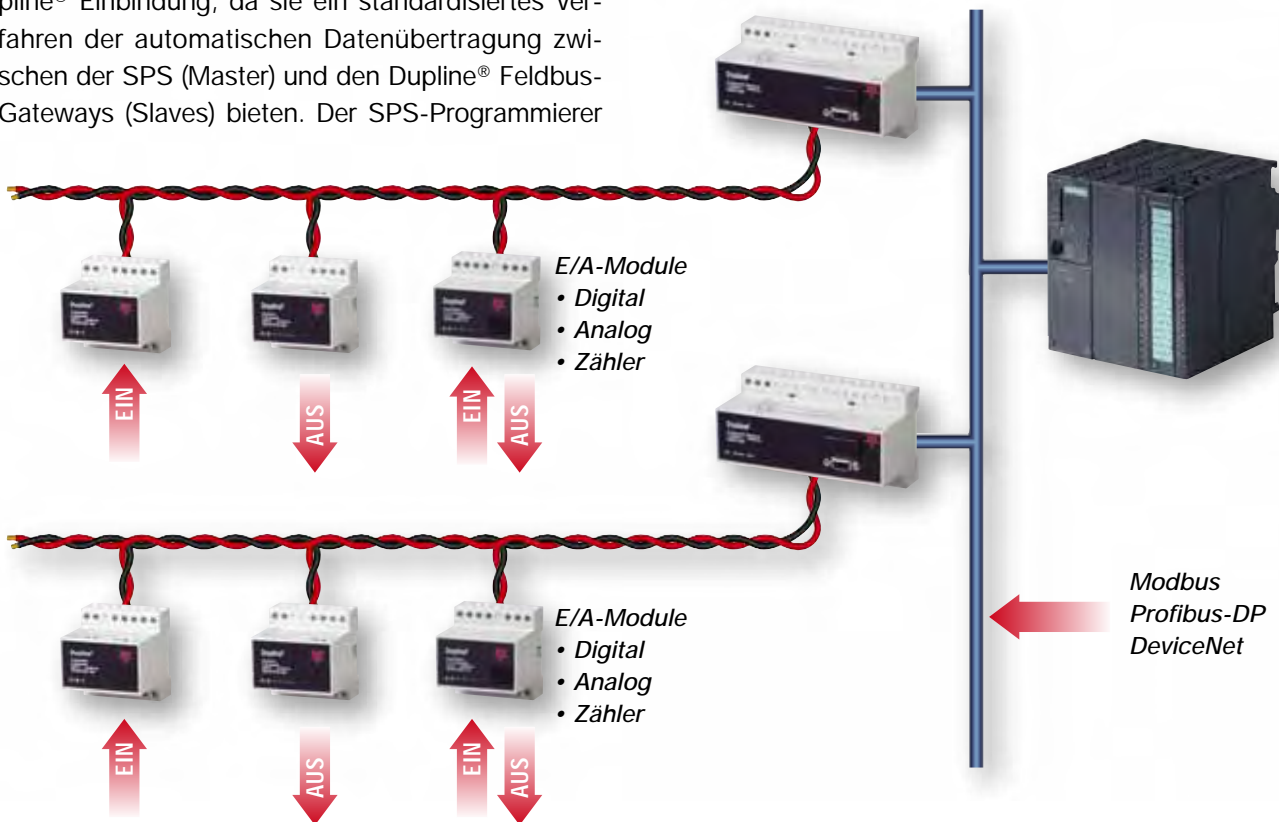 pline® Einbindung, da sie ein standardisiertes Ver-
fahren der automatischen Datenübertragung zwi-
schen der SPS (Master) und den Dupline® Feldbus-
Gateways (Slaves) bieten. Der SPS-Programmierer
Dupline®
E/A-Module
• Digital
• Analog
• Zähler
EIN
AUS
EIN
AUS
Dupline®
E/A-Module
• Digital
• Analog
• Zähler
EIN
AUS
EIN
AUS
Modbus
Profibus-DP
DeviceNet